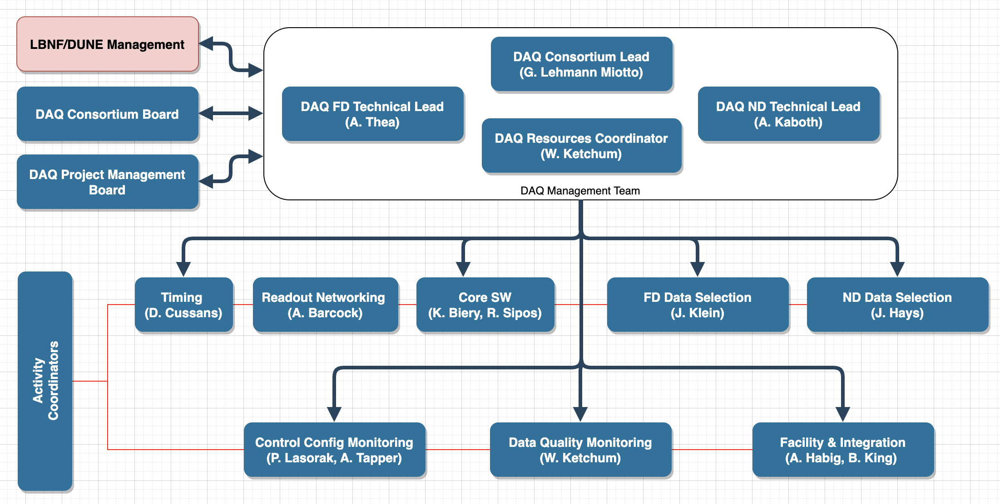 LBNF/DUNE Management
DAQ Consortium Board
DAQ Project Management
Board
DAQ Consortium Lead
(G. Lehmann Miotto)
DAQ FD Technical Lead
(A. Thea)
DAQ ND Technical Lead
(A. Kaboth)
DAQ Resources Coordinator
(W. Ketchum)
DAQ Management Team
Activity
Coordinators
Timing
(D. Cussans)
Readout Networking
(A. Barcock)
Core SW
(K. Biery, R. Sipos)
FD Data Selection
(J. Klein)
ND Data Selection
(J. Hays)
Control Config Monitoring
(P. Lasorak, A. Tapper)
Data Quality Monitoring
(W. Ketchum)
Facility & Integration
(A. Habig, B. King)